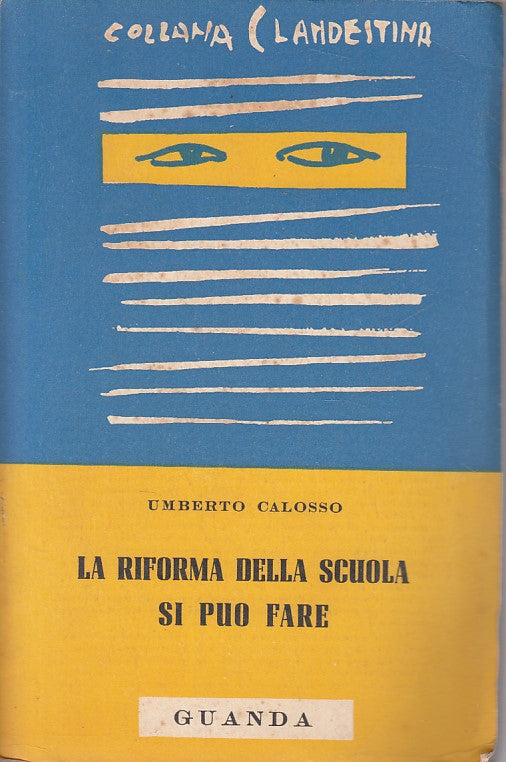 COLLANA CLANDESTINA
UMBERTO CALOSSO
LA RIFORMA DELLA SCUOLA
SI PUO FARE
GUANDA